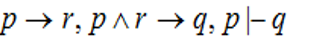 p → r, p ∧ r → q, p |− q